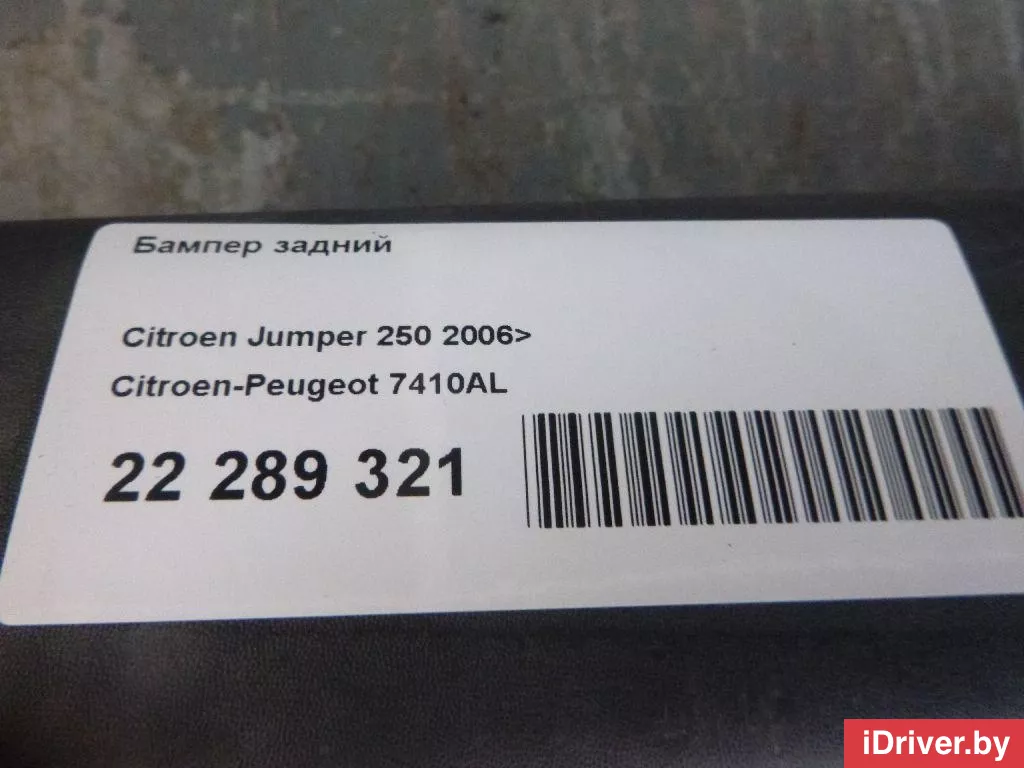 Бампер задний
Citroen Jumper 250 2006>
Citroen-Peugeot 7410AL
22 289 321
iDriver.by